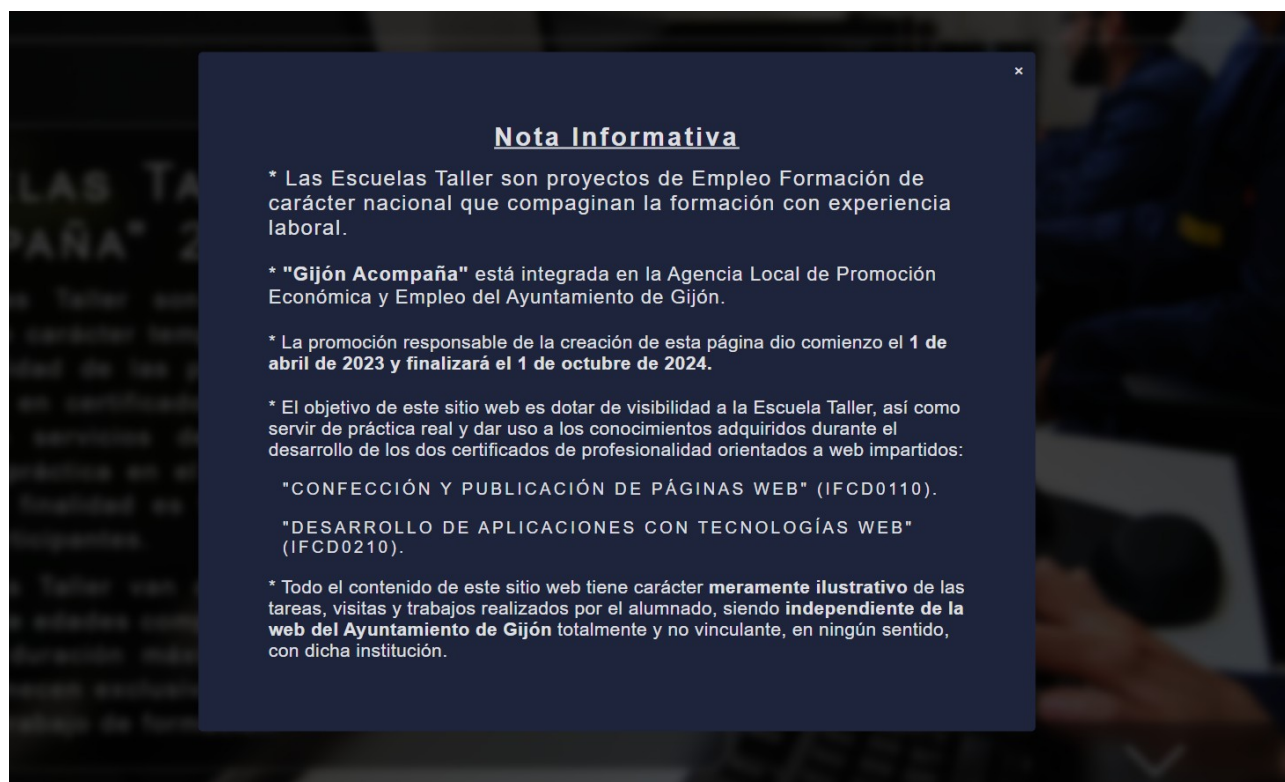 ×
Nota Informativa
* Las Escuelas Taller son proyectos de Empleo Formación de
carácter nacional que compaginan la formación con experiencia
laboral.
* "Gijón Acompaña" está integrada en la Agencia Local de Promoción
Económica y Empleo del Ayuntamiento de Gijón.
* La promoción responsable de la creación de esta página dio comienzo el 1 de
abril de 2023 y finalizará el 1 de octubre de 2024.
* El objetivo de este sitio web es dotar de visibilidad a la Escuela Taller, así como
servir de práctica real y dar uso a los conocimientos adquiridos durante el
desarrollo de los dos certificados de profesionalidad orientados a web impartidos:
"CONFECCIÓN Y PUBLICACIÓN DE PÁGINAS WEB" (IFCD0110).
"DESARROLLO DE APLICACIONES CON TECNOLOGÍAS WEB"
(IFCD0210).
* Todo el contenido de este sitio web tiene carácter meramente ilustrativo de las
tareas, visitas y trabajos realizados por el alumnado, siendo independiente de la
web del Ayuntamiento de Gijón totalmente y no vinculante, en ningún sentido,
con dicha institución.